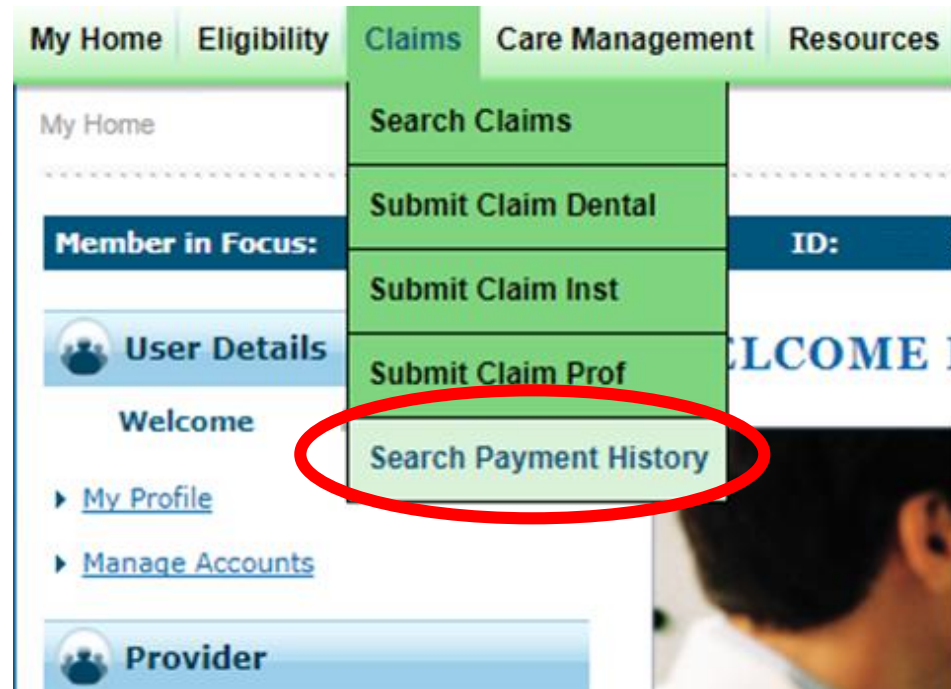 My Home Eligibility Claims Care Management Resources
My Home
Search Claims
Submit Claim Dental
Submit Claim Inst
Submit Claim Prof
Search Payment History
Member in Focus: ID:
User Details
Welcome
My Profile
Manage Accounts
Provider
ELCOME